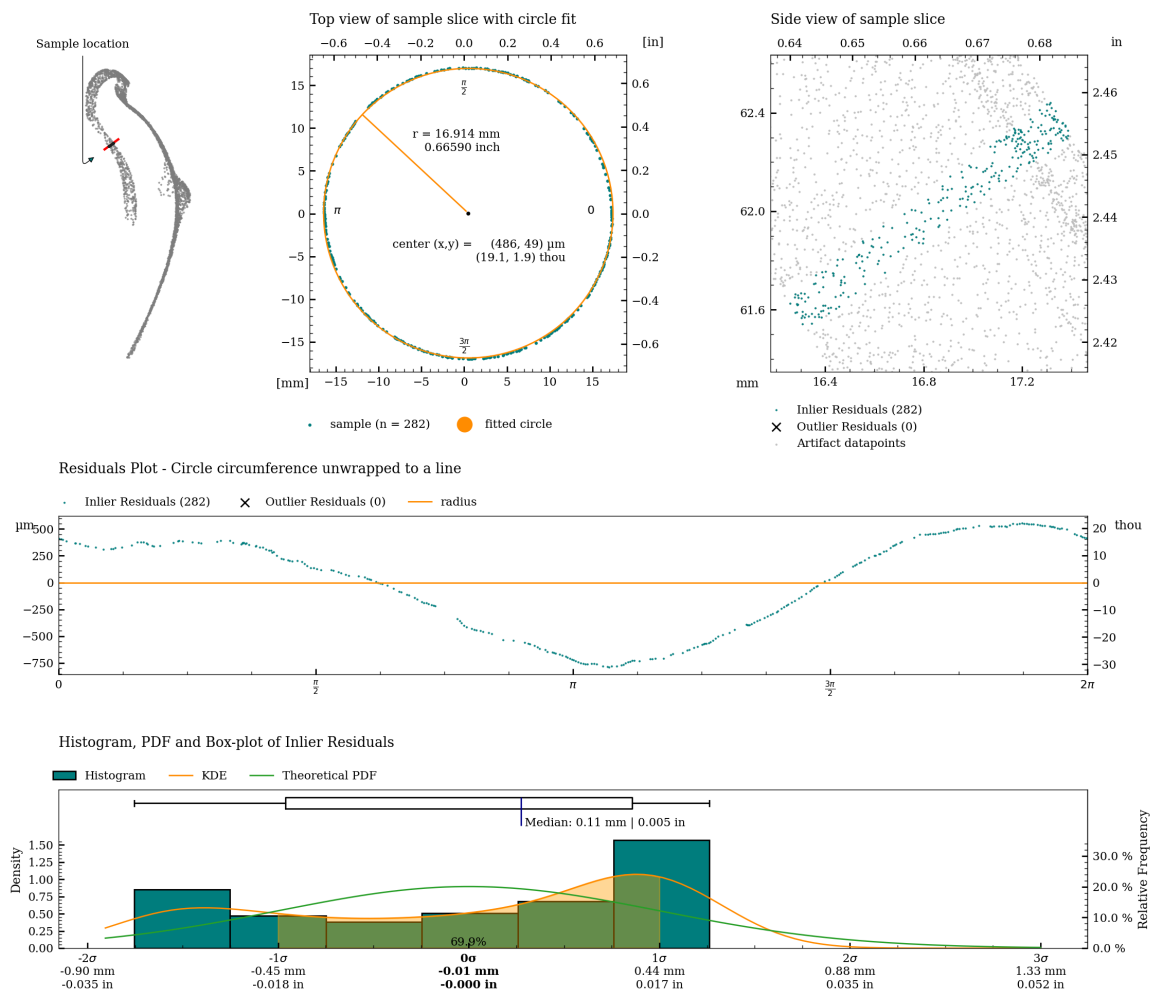 Sample location
Top view of sample slice with circle fit
−0.6 −0.4 −0.2 0.0 0.2 0.4 0.6 [in]
15
10
5
0
−5
−10
−15
0.6
0.4
0.2
0.0
−0.2
−0.4
−0.6
π/2
r = 16.914 mm
0.66590 inch
π
0
center (x,y) = (486, 49) µm
(19.1, 1.9) thou
3π/2
[mm] −15 −10 −5 0 5 10 15
sample (n = 282) fitted circle
Side view of sample slice
0.64 0.65 0.66 0.67 0.68 in
62.4
62.0
61.6
2.46
2.45
2.44
2.43
2.42
mm 16.4 16.8 17.2
Inlier Residuals (282)
Outlier Residuals (0)
Artifact datapoints
Residuals Plot - Circle circumference unwrapped to a line
Inlier Residuals (282) Outlier Residuals (0) radius
µm
500
250
0
−250
−500
−750
thou
20
10
0
−10
−20
−30
0 π/2 π 3π/2 2π
Histogram, PDF and Box-plot of Inlier Residuals
Histogram KDE Theoretical PDF
Median: 0.11 mm | 0.005 in
Density
1.50
1.25
1.00
0.75
0.50
0.25
0.00
Relative Frequency
30.0 %
20.0 %
10.0 %
0.0 %
69.9%
-2σ -1σ 0σ 1σ 2σ 3σ
-0.90 mm -0.45 mm -0.01 mm 0.44 mm 0.88 mm 1.33 mm
-0.035 in -0.018 in -0.000 in 0.017 in 0.035 in 0.052 in